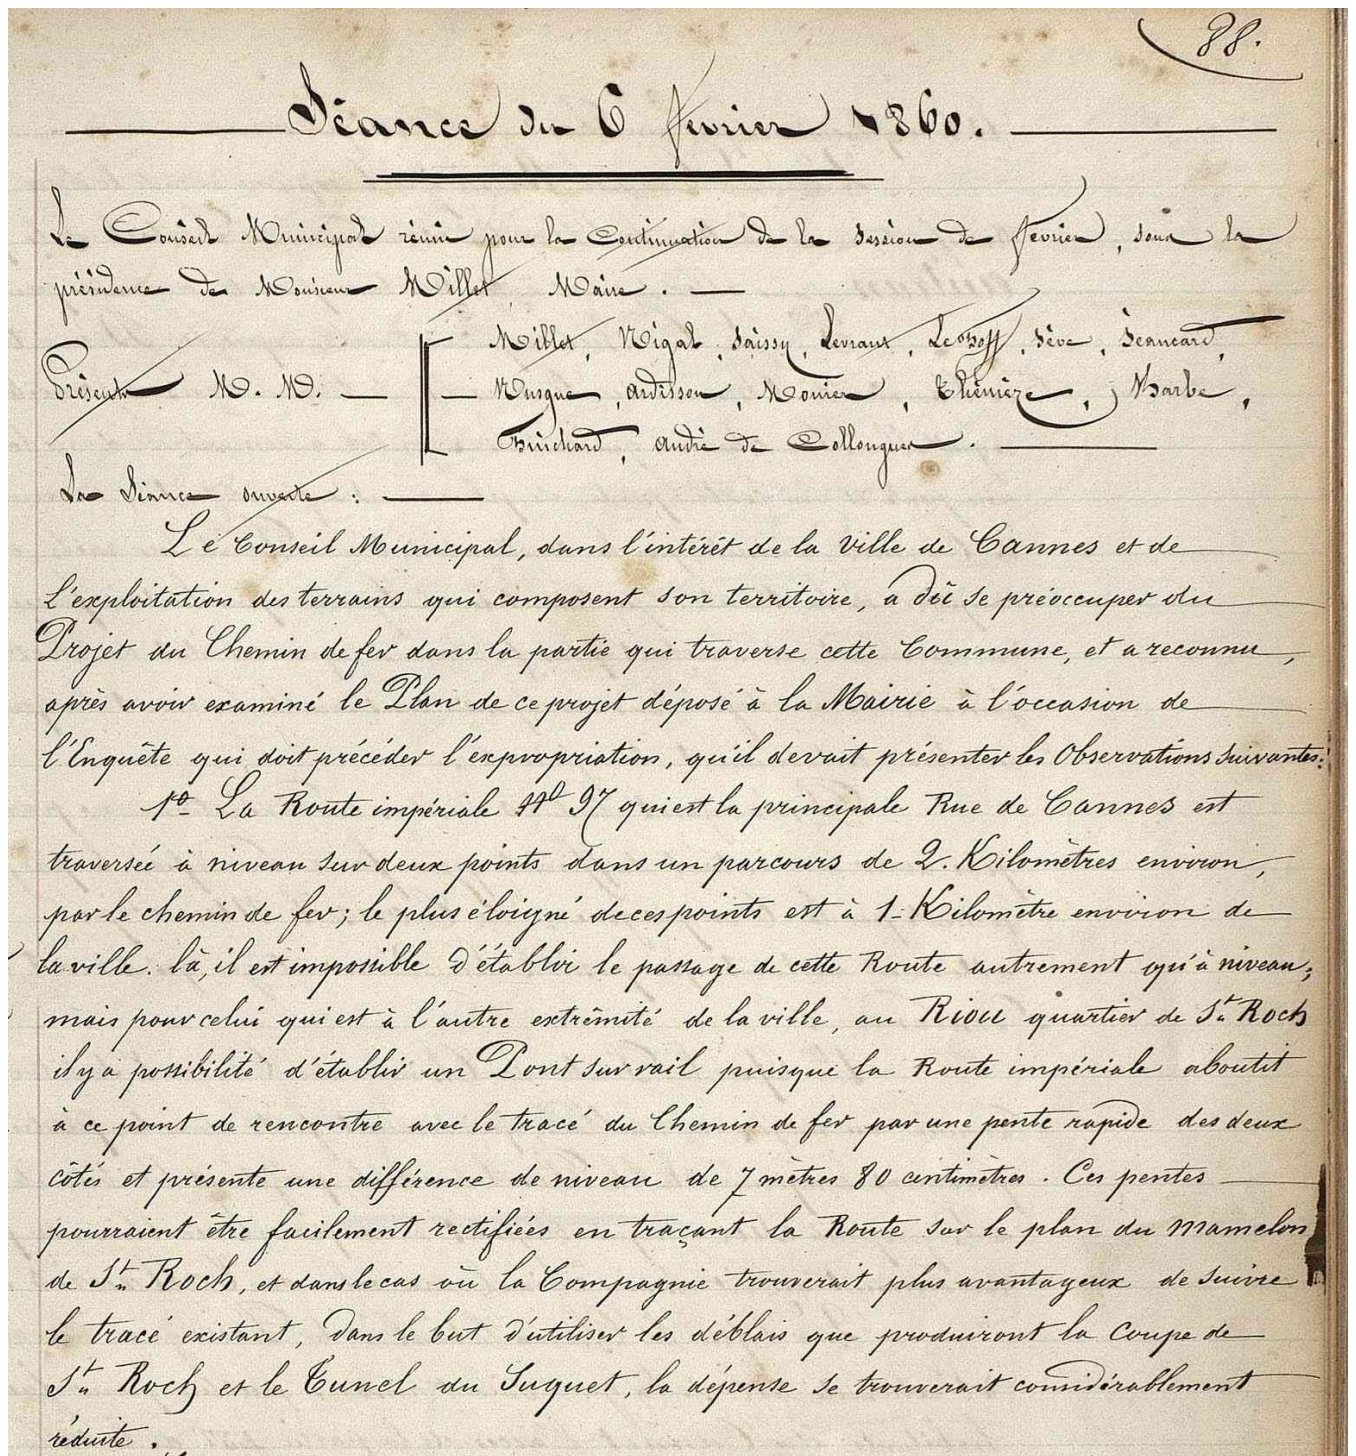 88.
Séance du 6 février 1860.
Le Conseil Municipal réuni pour la Continuation de la session de février, sous la
présidence de Monsieur Millet, Maire.
Millet, Rigal, Saissy, Levraut, Le Goff, Sève, Jeancard,
Présents M. M. Musque, Ardisson, Monier, Thénière, Barbe,
Guichard, André de Collongue.
La Séance ouverte :
Le Conseil Municipal, dans l'intérêt de la Ville de Cannes et de
l'exploitation des terrains qui composent son territoire, a dû se préoccuper du
Projet du Chemin de fer dans la partie qui traverse cette Commune, et a reconnu,
après avoir examiné le Plan de ce projet déposé à la Mairie à l'occasion de
l'Enquête qui doit précéder l'expropriation, qu'il devait présenter les Observations suivantes:
1º La Route impériale Nº 97 qui est la principale Rue de Cannes est
traversée à niveau sur deux points dans un parcours de 2. Kilomètres environ,
par le chemin de fer; le plus éloigné de ces points est à 1- Kilomètre environ de
la ville. là, il est impossible d'établir le passage de cette Route autrement qu'à niveau;
mais pour celui qui est à l'autre extrêmité de la ville, au Riou quartier de St Roch
il y a possibilité d'établir un Pont sur rail puisque la Route impériale aboutit
à ce point de rencontre avec le tracé du Chemin de fer par une pente rapide des deux
côtés et présente une différence de niveau de 7 mètres 80 centimètres. Ces pentes
pourraient être facilement rectifiées en traçant la Route sur le plan du mamelon
de St Roch, et dans le cas où la Compagnie trouverait plus avantageux de suivre
le tracé existant, dans le but d'utiliser les déblais que produiront la Coupe de
St Roch et le Tunel du Suquet, la dépense se trouverait considérablement
réduite.